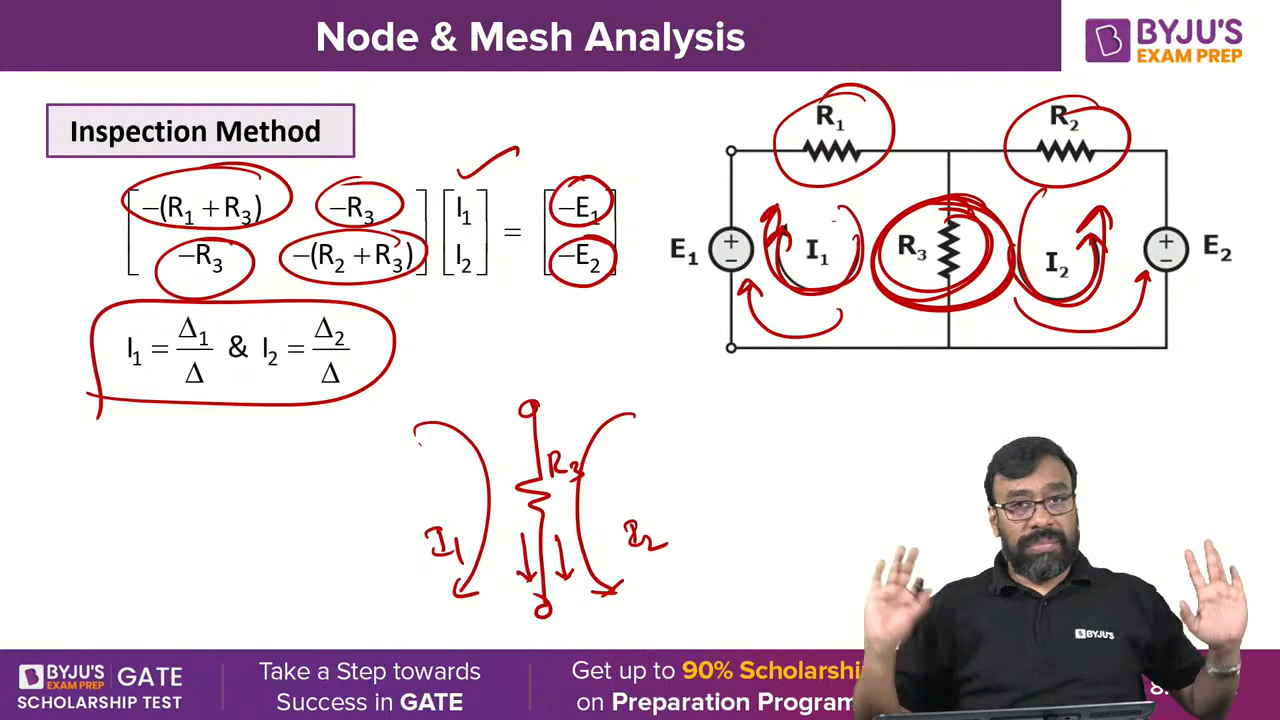 Node & Mesh Analysis
BYJU'S
EXAM PREP
Inspection Method
[−(R₁ + R₃) −R₃] [I₁] = [−E₁]
[−R₃ −(R₂ + R₃)] [I₂] [−E₂]
I₁ = Δ₁/Δ & I₂ = Δ₂/Δ
R₁
R₂
E₁
+
−
I₁
R₃
I₂
+
−
E₂
R₃
I₁
I₂
BYJU'S
BYJU'S
EXAM PREP
GATE
SCHOLARSHIP TEST
Take a Step towards
Success in GATE
Get up to 90% Scholarshi
on Preparation Program